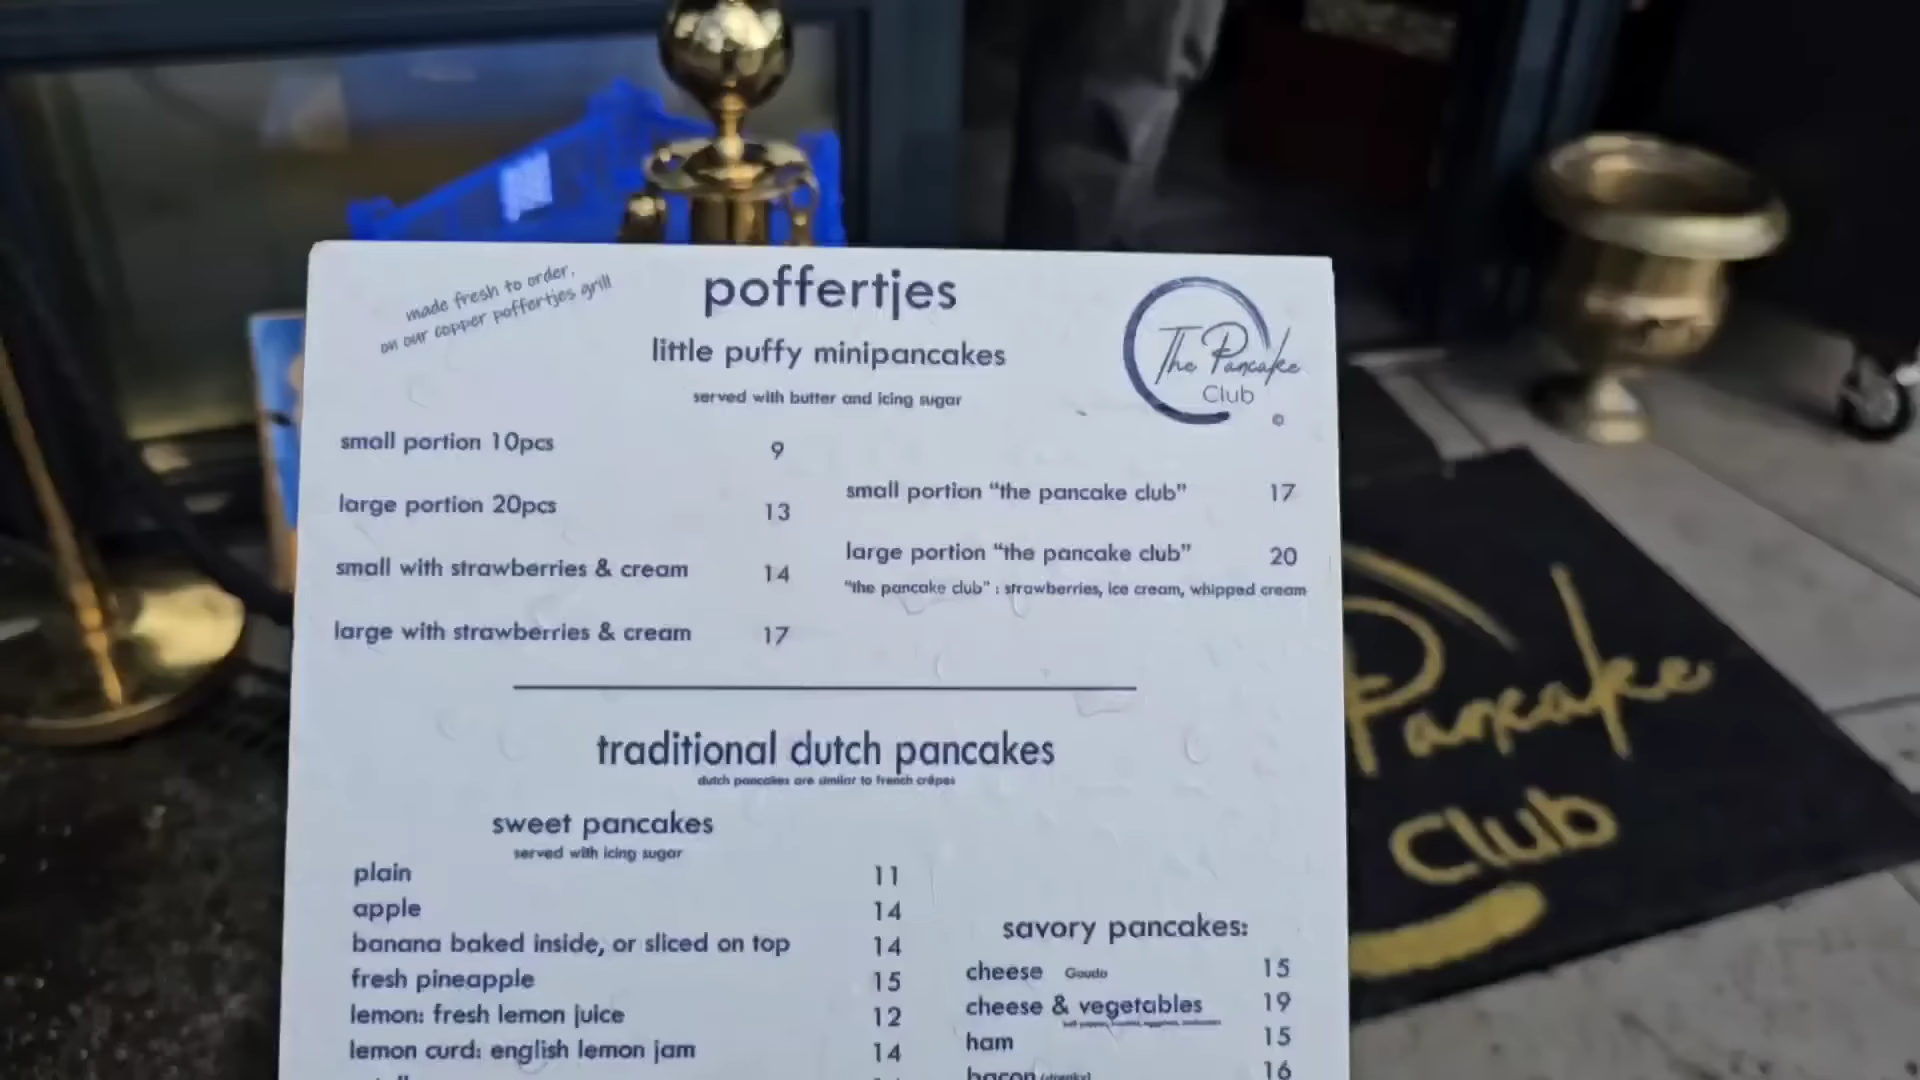 made fresh to order,
on our copper poffertjes grill
poffertjes
little puffy minipancakes
served with butter and icing sugar
The Pancake
Club
©
small portion 10pcs 9
large portion 20pcs 13
small with strawberries & cream 14
large with strawberries & cream 17
small portion “the pancake club” 17
large portion “the pancake club” 20
“the pancake club” : strawberries, ice cream, whipped cream
traditional dutch pancakes
dutch pancakes are similar to french crêpes
sweet pancakes
served with icing sugar
plain 11
apple 14
banana baked inside, or sliced on top 14
fresh pineapple 15
lemon: fresh lemon juice 12
lemon curd: english lemon jam 14
savory pancakes:
cheese Gouda 15
cheese & vegetables 19
ham 15
bacon 16
Pancake
Club